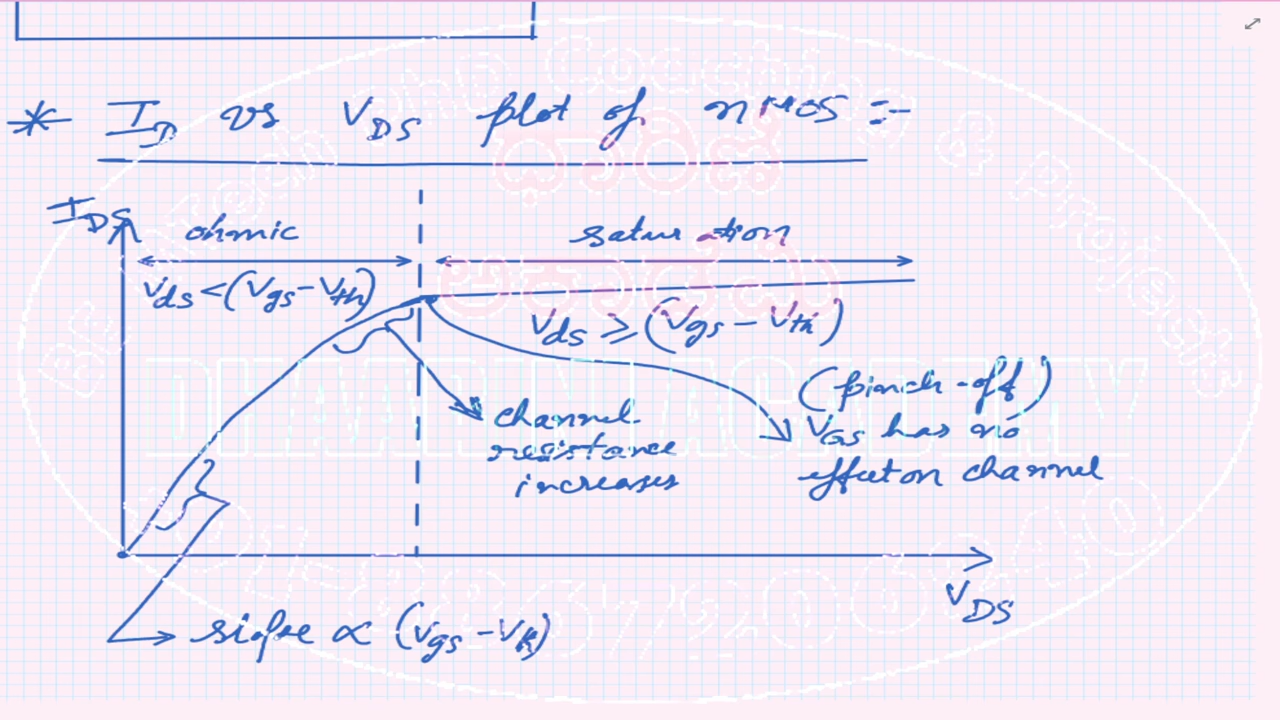 * I_D vs V_DS plot of nMOS :-
I_DS
ohmic
saturation
V_ds < (V_gs - V_th)
V_ds ≥ (V_gs - V_th)
channel
resistance
increases
(pinch-off)
V_GS has no
effect on channel
V_DS
slope ∝ (V_gs - V_th)